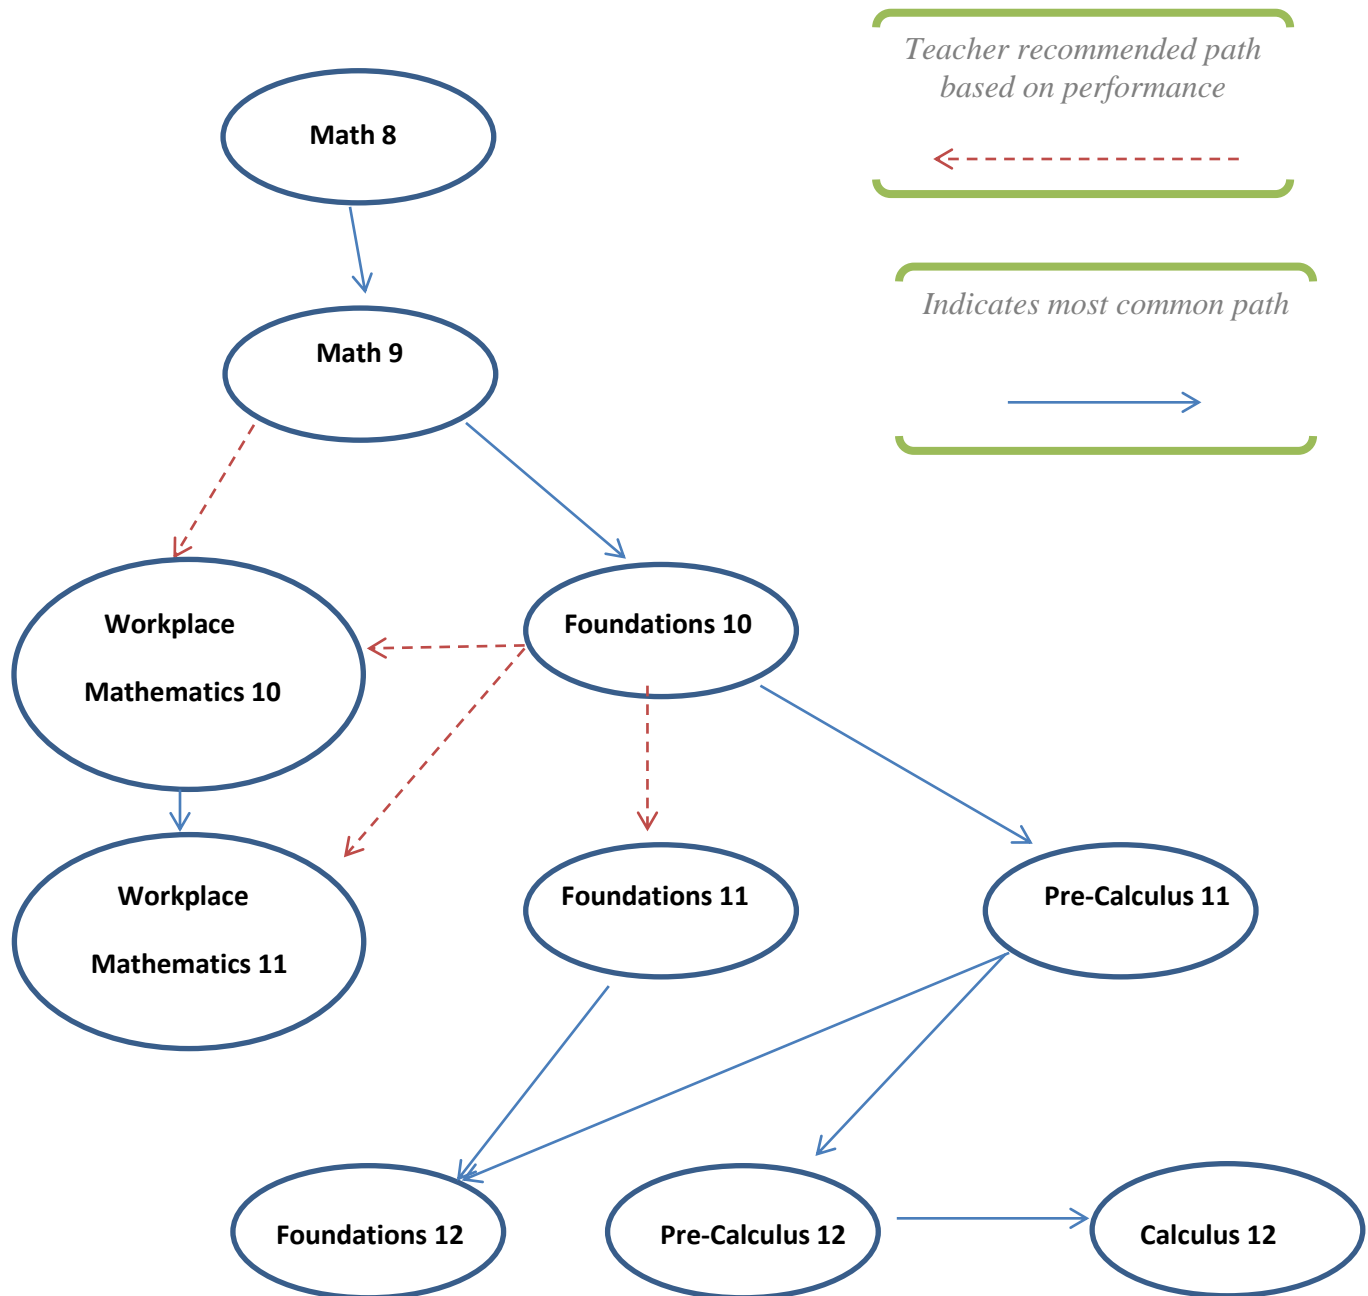 Teacher recommended path
based on performance
Math 8
Indicates most common path
Math 9
Workplace
Mathematics 10
Foundations 10
Workplace
Mathematics 11
Foundations 11
Pre-Calculus 11
Foundations 12
Pre-Calculus 12
Calculus 12